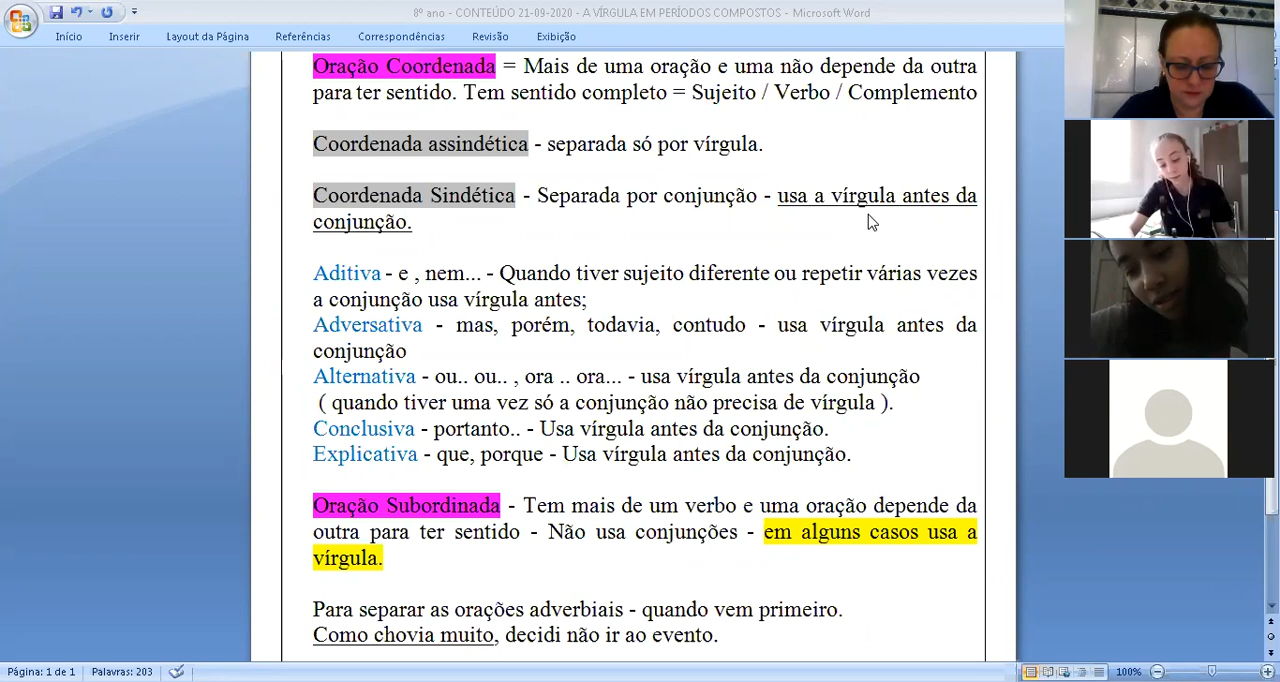 8º ano - CONTEÚDO 21-09-2020 - A VÍRGULA EM PERÍODOS COMPOSTOS - Microsoft Word
Início Inserir Layout da Página Referências Correspondências Revisão Exibição
Oração Coordenada = Mais de uma oração e uma não depende da outra
para ter sentido. Tem sentido completo = Sujeito / Verbo / Complemento
Coordenada assindética - separada só por vírgula.
Coordenada Sindética - Separada por conjunção - usa a vírgula antes da
conjunção.
Aditiva - e , nem... - Quando tiver sujeito diferente ou repetir várias vezes
a conjunção usa vírgula antes;
Adversativa - mas, porém, todavia, contudo - usa vírgula antes da
conjunção
Alternativa - ou.. ou.. , ora .. ora... - usa vírgula antes da conjunção
( quando tiver uma vez só a conjunção não precisa de vírgula ).
Conclusiva - portanto.. - Usa vírgula antes da conjunção.
Explicativa - que, porque - Usa vírgula antes da conjunção.
Oração Subordinada - Tem mais de um verbo e uma oração depende da
outra para ter sentido - Não usa conjunções - em alguns casos usa a
vírgula.
Para separar as orações adverbiais - quando vem primeiro.
Como chovia muito, decidi não ir ao evento.
Página: 1 de 1 Palavras: 203 100%